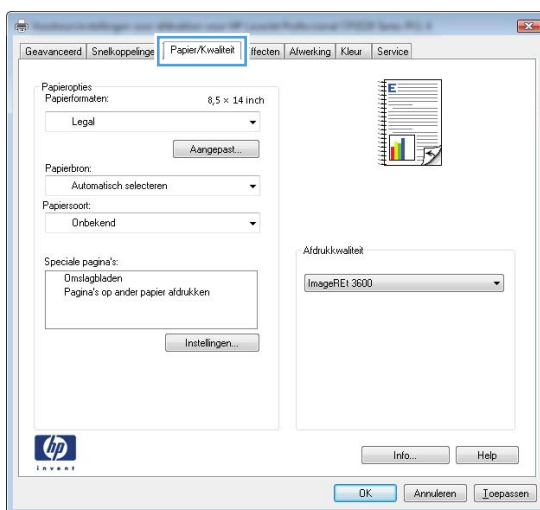 Geavanceerd Snelkoppelinge Papier/Kwaliteit ffecten Afwerking Kleur Service
Papieropties
Papierformaten: 8,5 × 14 inch
Legal
Aangepast...
Papierbron:
Automatisch selecteren
Papiersoort:
Onbekend
Speciale pagina's:
Omslagbladen
Pagina's op ander papier afdrukken
Instellingen...
E
Afdrukkwaliteit
ImageREt 3600
hp
invent
Info... Help
OK Annuleren Toepassen